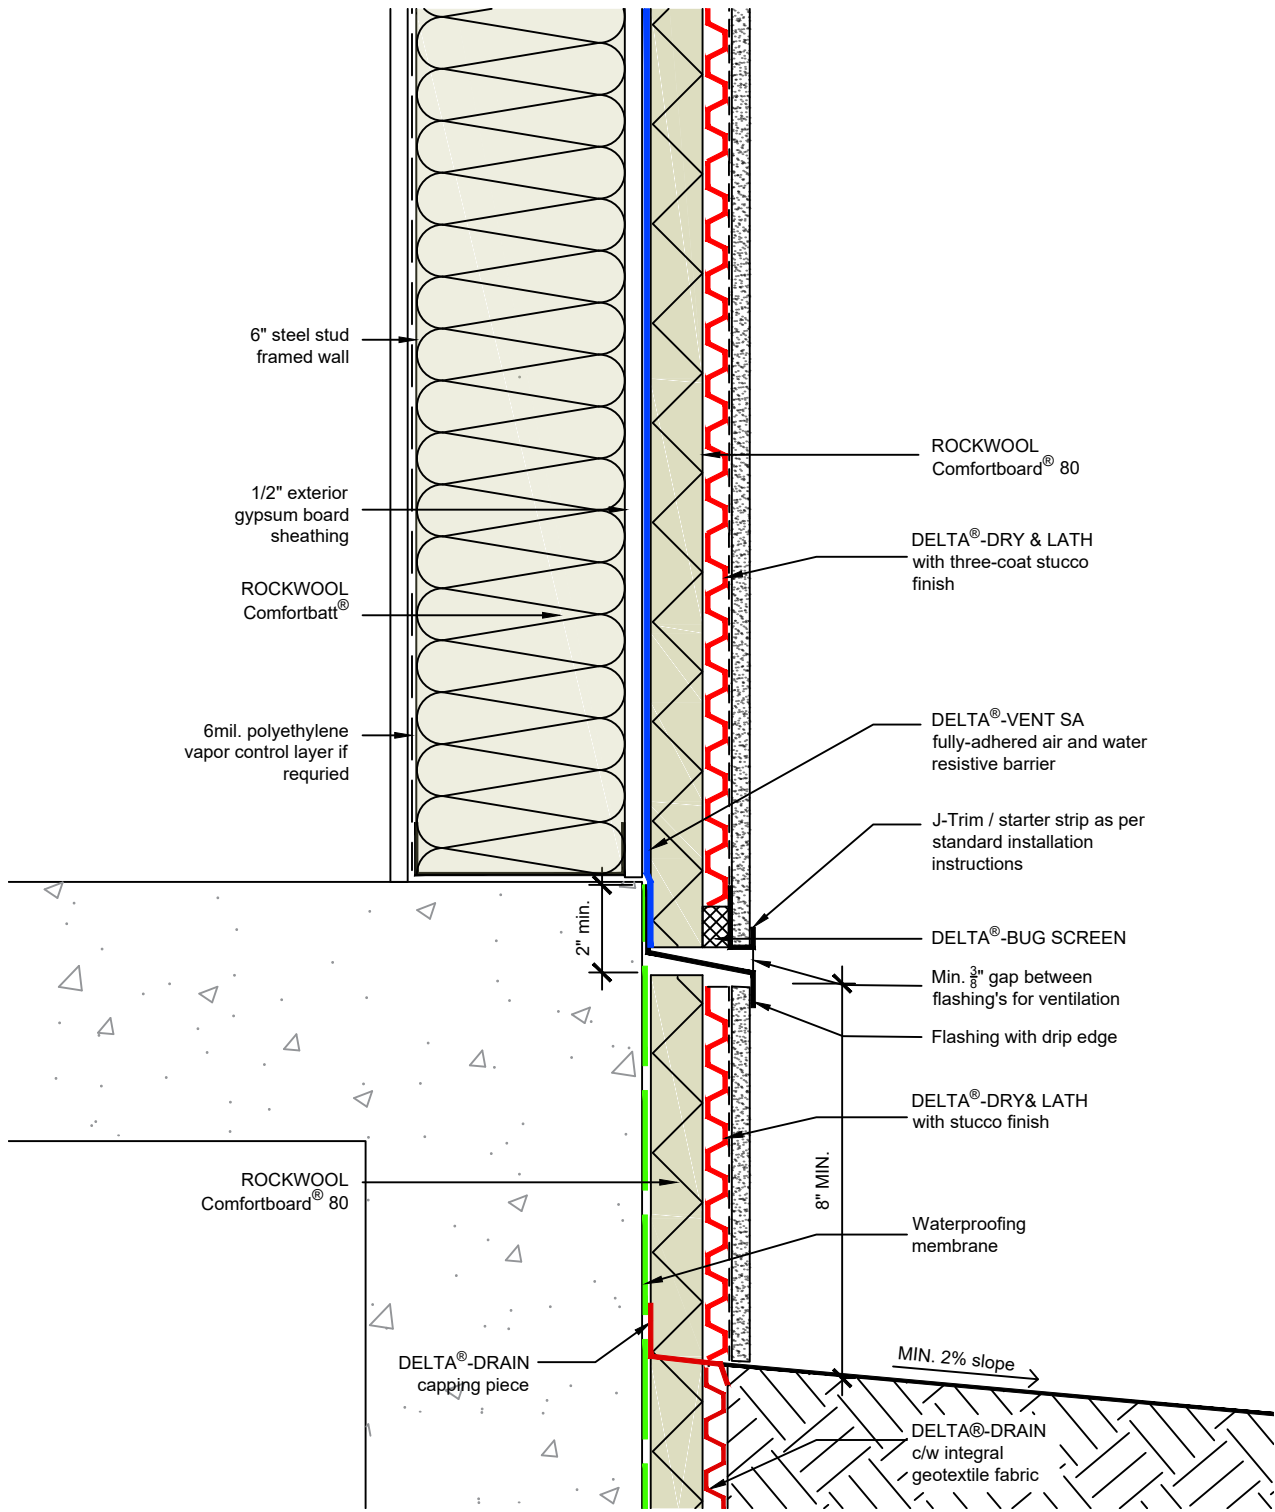 6" steel stud
framed wall
1/2" exterior
gypsum board
sheathing
ROCKWOOL
Comfortbatt®
6mil. polyethylene
vapor control layer if
requried
2" min.
ROCKWOOL
Comfortboard® 80
DELTA®-DRAIN
capping piece
ROCKWOOL
Comfortboard® 80
DELTA®-DRY & LATH
with three-coat stucco
finish
DELTA®-VENT SA
fully-adhered air and water
resistive barrier
J-Trim / starter strip as per
standard installation
instructions
DELTA®-BUG SCREEN
Min. 3/8" gap between
flashing's for ventilation
Flashing with drip edge
DELTA®-DRY& LATH
with stucco finish
8" MIN.
Waterproofing
membrane
MIN. 2% slope
DELTA®-DRAIN
c/w integral
geotextile fabric